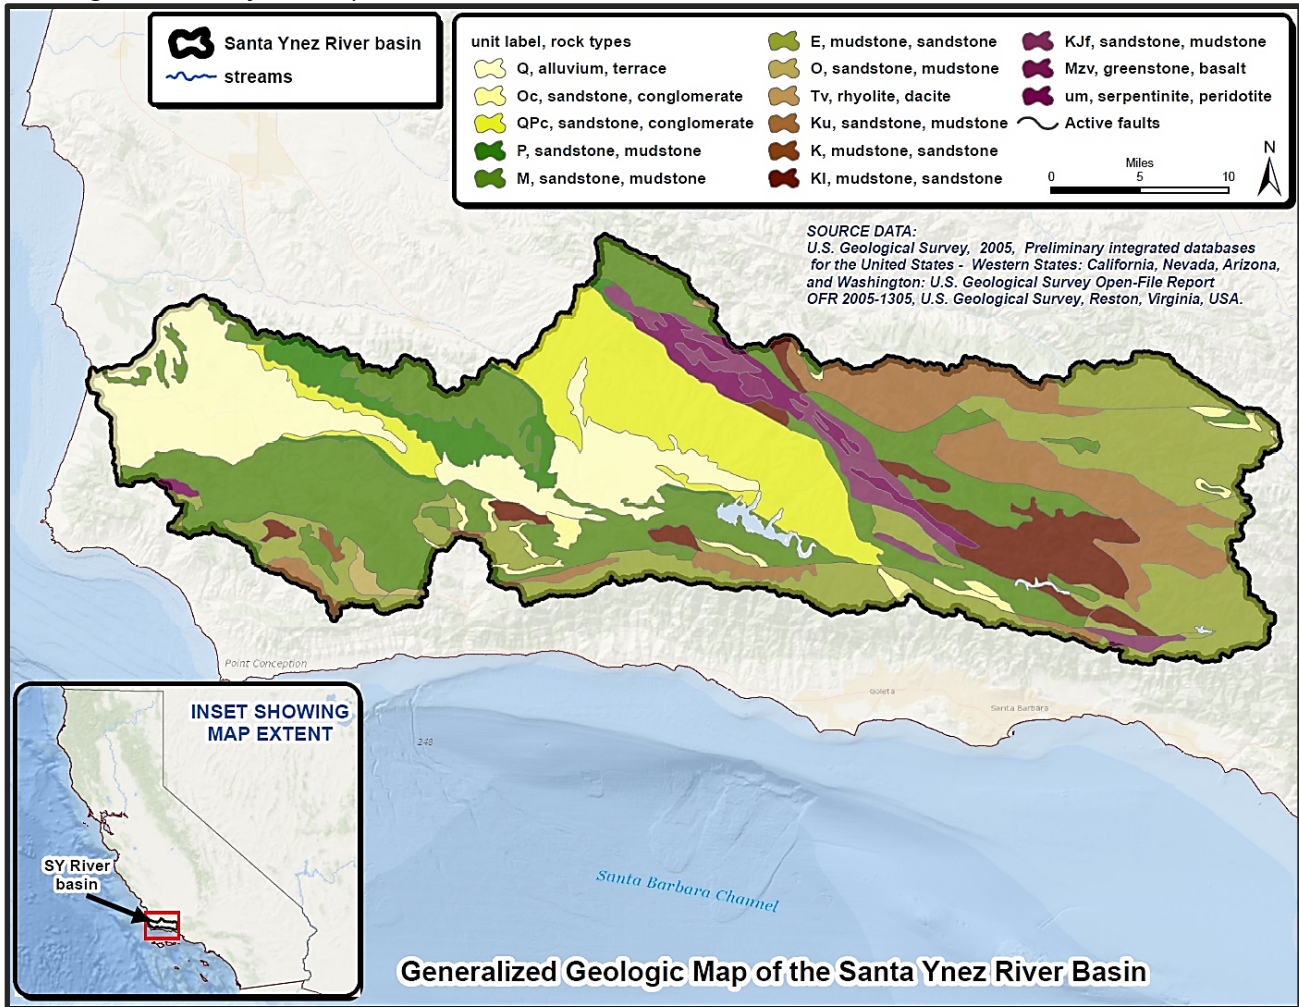 Santa Ynez River basin
streams
unit label, rock types
Q, alluvium, terrace
Oc, sandstone, conglomerate
QPc, sandstone, conglomerate
P, sandstone, mudstone
M, sandstone, mudstone
E, mudstone, sandstone
O, sandstone, mudstone
Tv, rhyolite, dacite
Ku, sandstone, mudstone
K, mudstone, sandstone
Kl, mudstone, sandstone
KJf, sandstone, mudstone
Mzv, greenstone, basalt
um, serpentinite, peridotite
Active faults
Miles
0 5 10
N
SOURCE DATA:
U.S. Geological Survey, 2005, Preliminary integrated databases
for the United States - Western States: California, Nevada, Arizona,
and Washington: U.S. Geological Survey Open-File Report
OFR 2005-1305, U.S. Geological Survey, Reston, Virginia, USA.
Point Conception
Goleta
Santa Barbara
248
INSET SHOWING
MAP EXTENT
SY River
basin
Santa Barbara Channel
Generalized Geologic Map of the Santa Ynez River Basin